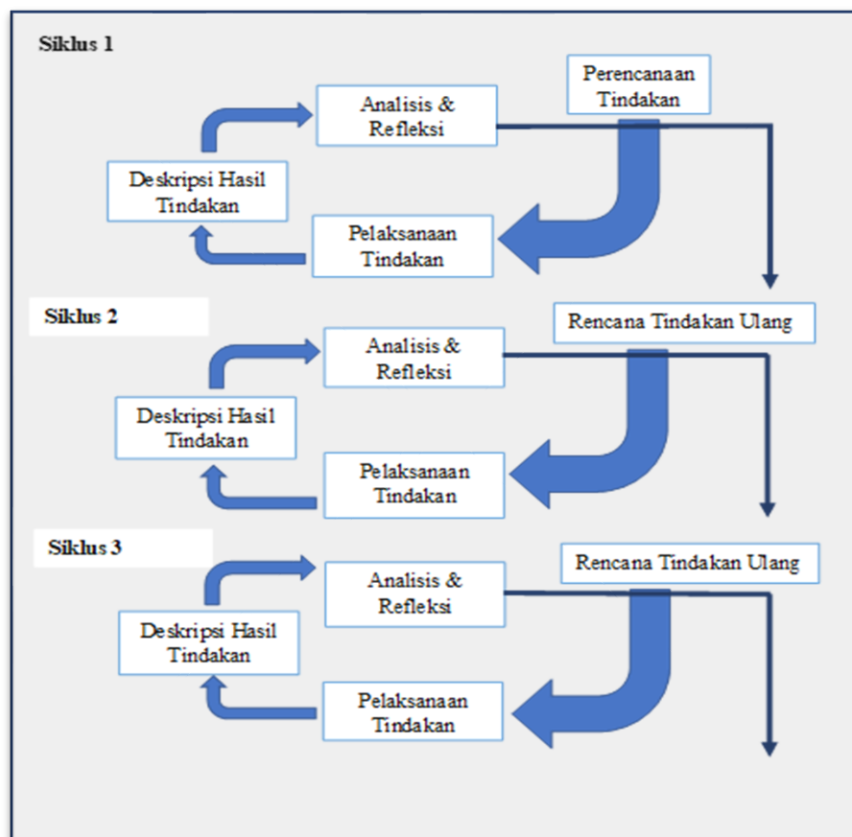 Siklus 1
Analisis &
Refleksi
Perencanaan
Tindakan
Deskripsi Hasil
Tindakan
Pelaksanaan
Tindakan
Siklus 2
Analisis &
Refleksi
Rencana Tindakan Ulang
Deskripsi Hasil
Tindakan
Pelaksanaan
Tindakan
Siklus 3
Analisis &
Refleksi
Rencana Tindakan Ulang
Deskripsi Hasil
Tindakan
Pelaksanaan
Tindakan